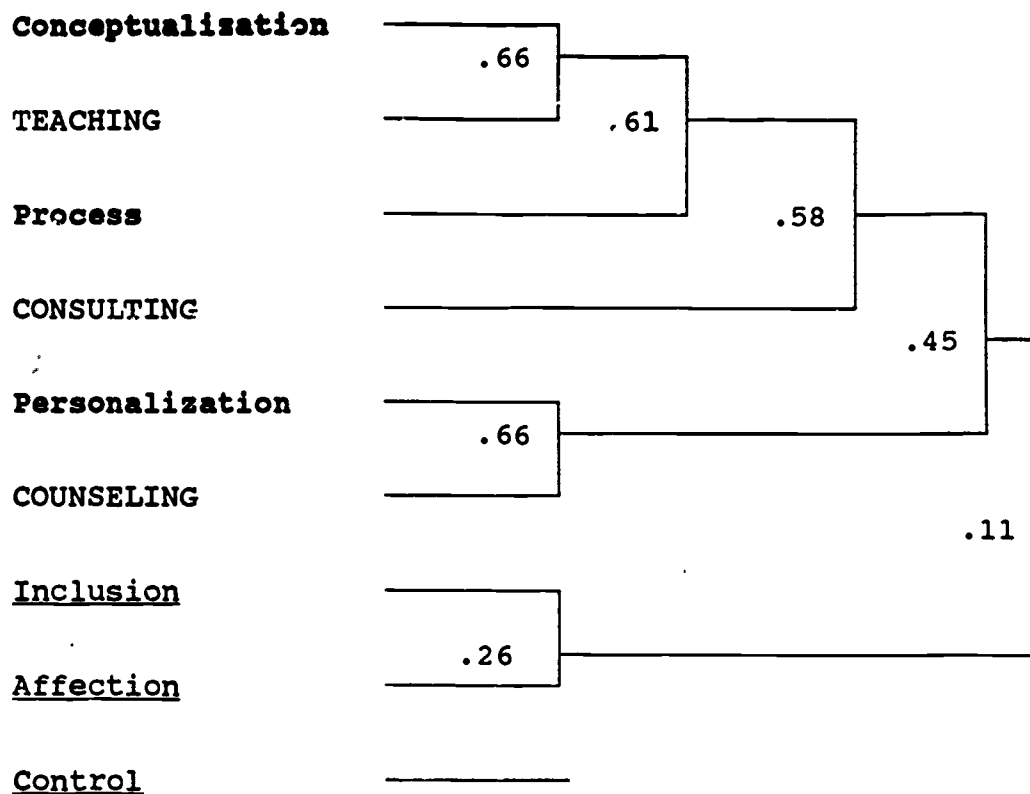 Conceptualization
.66
TEACHING
.61
Process
.58
CONSULTING
.45
Personalization
.66
COUNSELING
.11
Inclusion
.26
Affection
Control